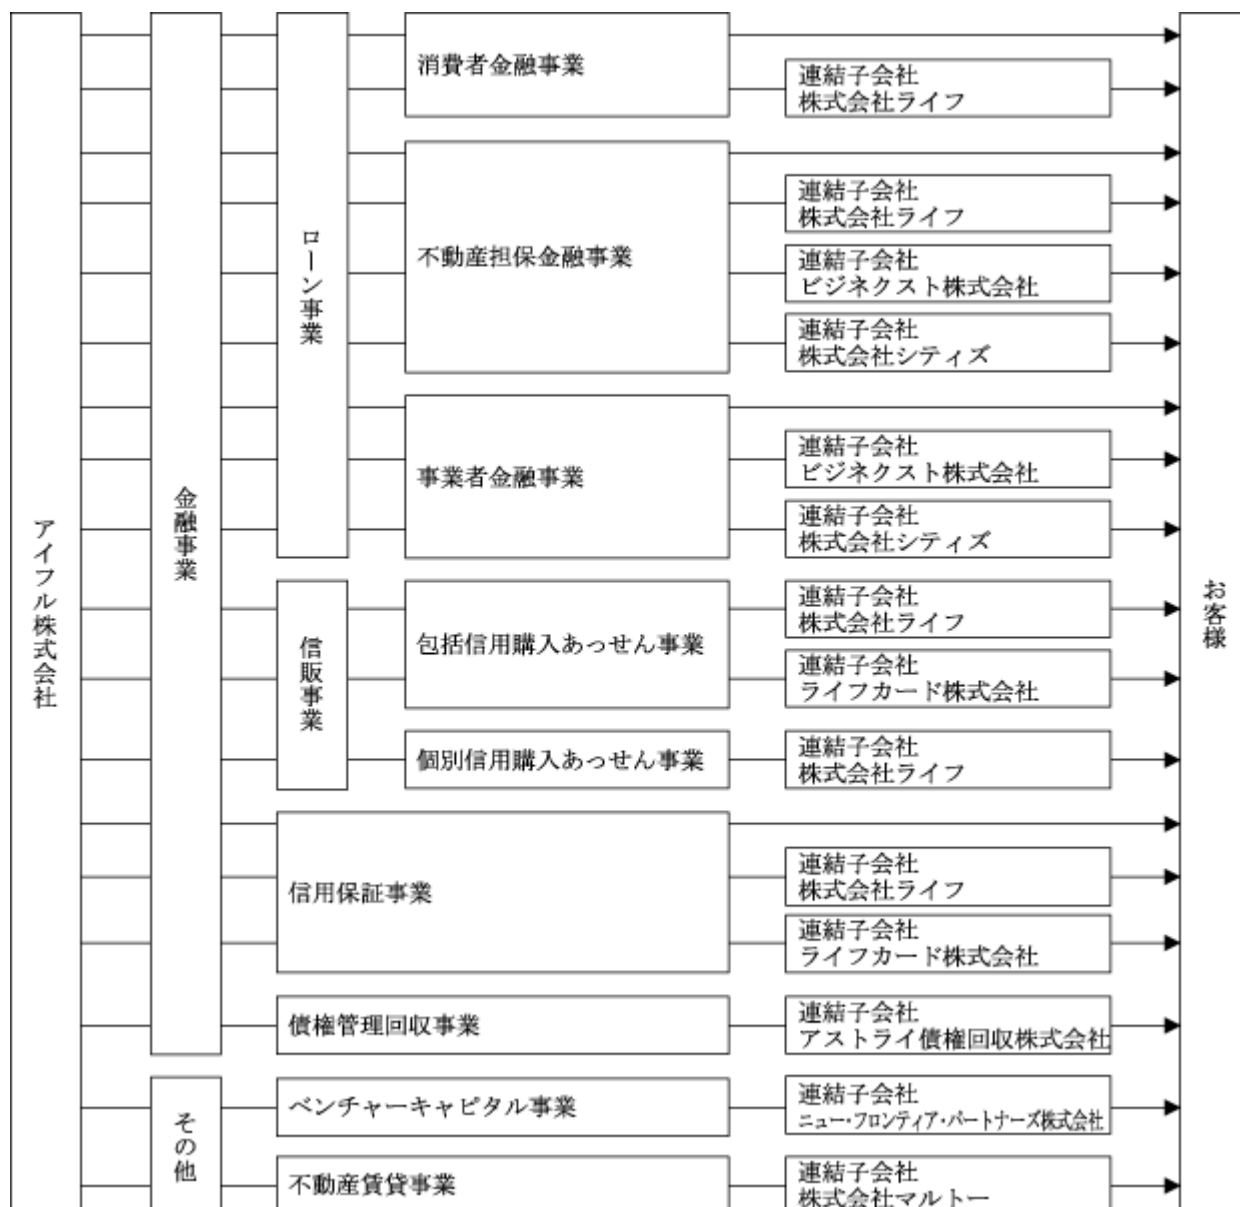 アイフル株式会社
金融事業
ローン事業
消費者金融事業
連結子会社
株式会社ライフ
不動産担保金融事業
連結子会社
株式会社ライフ
連結子会社
ビジネクスト株式会社
連結子会社
株式会社シティズ
事業者金融事業
連結子会社
ビジネクスト株式会社
連結子会社
株式会社シティズ
信販事業
包括信用購入あっせん事業
連結子会社
株式会社ライフ
連結子会社
ライフカード株式会社
個別信用購入あっせん事業
連結子会社
株式会社ライフ
信用保証事業
連結子会社
株式会社ライフ
連結子会社
ライフカード株式会社
債権管理回収事業
連結子会社
アストライ債権回収株式会社
その他
ベンチャーキャピタル事業
連結子会社
ニュー・フロンティア・パートナーズ株式会社
不動産賃貸事業
連結子会社
株式会社マルトー
お客様